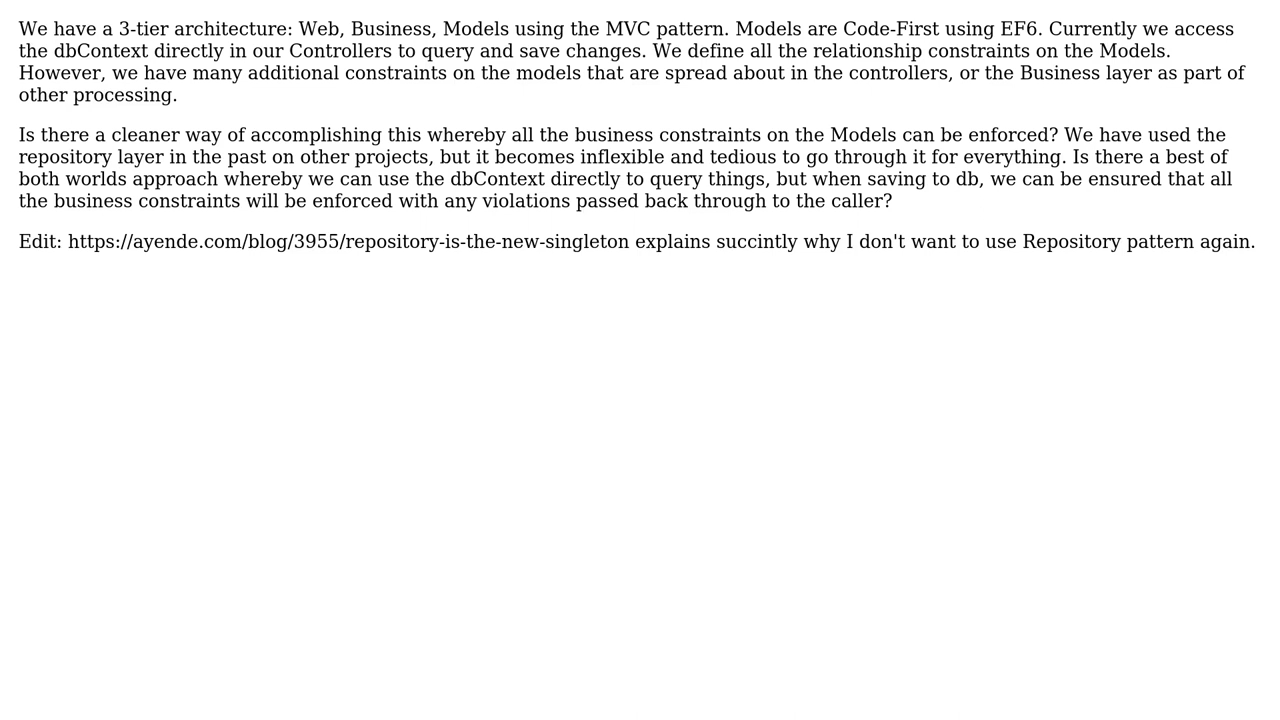 We have a 3-tier architecture: Web, Business, Models using the MVC pattern. Models are Code-First using EF6. Currently we access
the dbContext directly in our Controllers to query and save changes. We define all the relationship constraints on the Models.
However, we have many additional constraints on the models that are spread about in the controllers, or the Business layer as part of
other processing.
Is there a cleaner way of accomplishing this whereby all the business constraints on the Models can be enforced? We have used the
repository layer in the past on other projects, but it becomes inflexible and tedious to go through it for everything. Is there a best of
both worlds approach whereby we can use the dbContext directly to query things, but when saving to db, we can be ensured that all
the business constraints will be enforced with any violations passed back through to the caller?
Edit: https://ayende.com/blog/3955/repository-is-the-new-singleton explains succintly why I don't want to use Repository pattern again.